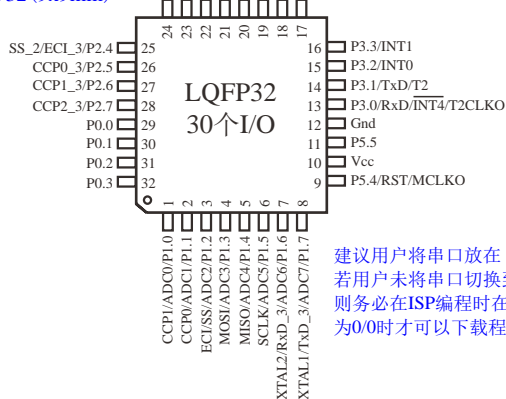 24 23 22 21 20 19 18 17
SS_2/ECI_3/P2.4 25
CCP0_3/P2.5 26
CCP1_3/P2.6 27
CCP2_3/P2.7 28
P0.0 29
P0.1 30
P0.2 31
P0.3 32
LQFP32
30个I/O
16 P3.3/INT1
15 P3.2/INT0
14 P3.1/TxD/T2
13 P3.0/RxD/INT4/T2CLKO
12 Gnd
11 P5.5
10 Vcc
9 P5.4/RST/MCLKO
1 2 3 4 5 6 7 8
CCP1/ADC0/P1.0
CCP0/ADC1/P1.1
ECI/SS/ADC2/P1.2
MOSI/ADC3/P1.3
MISO/ADC4/P1.4
SCLK/ADC5/P1.5
XTAL2/RxD_3/ADC6/P1.6
XTAL1/TxD_3/ADC7/P1.7
建议用户将串口放在
若用户未将串口切换
则务必在ISP编程时在
为0/0时才可以下载程